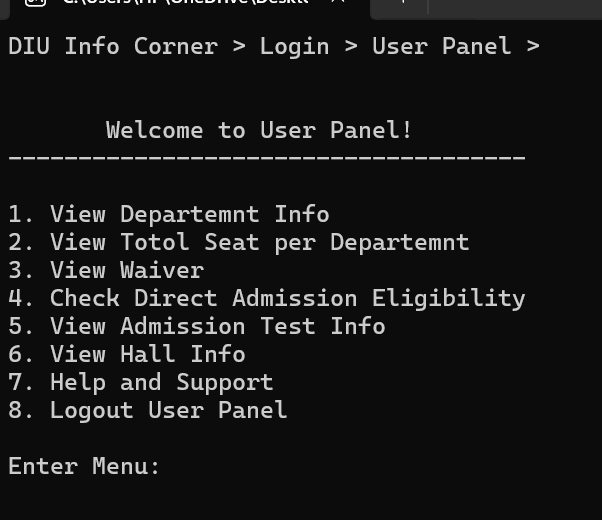 DIU Info Corner > Login > User Panel >
Welcome to User Panel!
-------------------------------------
1. View Departemnt Info
2. View Totol Seat per Departemnt
3. View Waiver
4. Check Direct Admission Eligibility
5. View Admission Test Info
6. View Hall Info
7. Help and Support
8. Logout User Panel
Enter Menu: